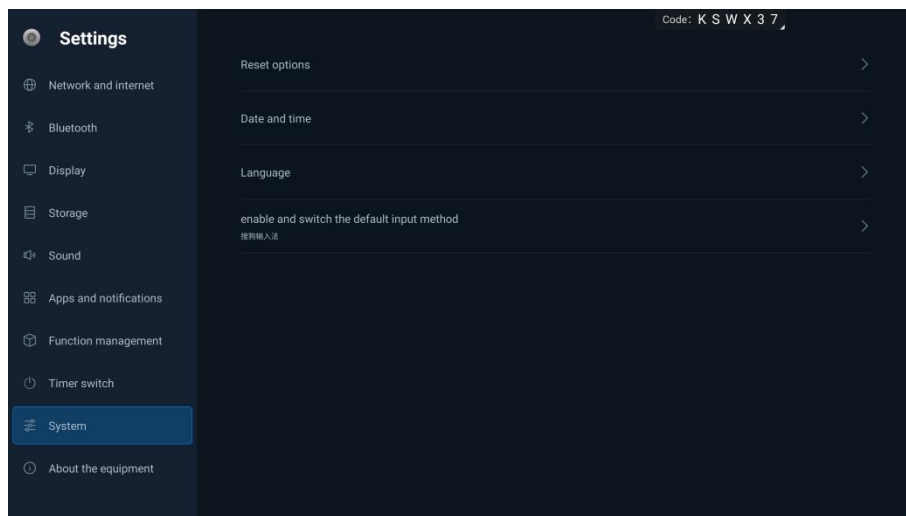 Settings
Network and internet
Bluetooth
Display
Storage
Sound
Apps and notifications
Function management
Timer switch
System
About the equipment
Code: K S W X 3 7
Reset options
Date and time
Language
enable and switch the default input method
搜狗输入法